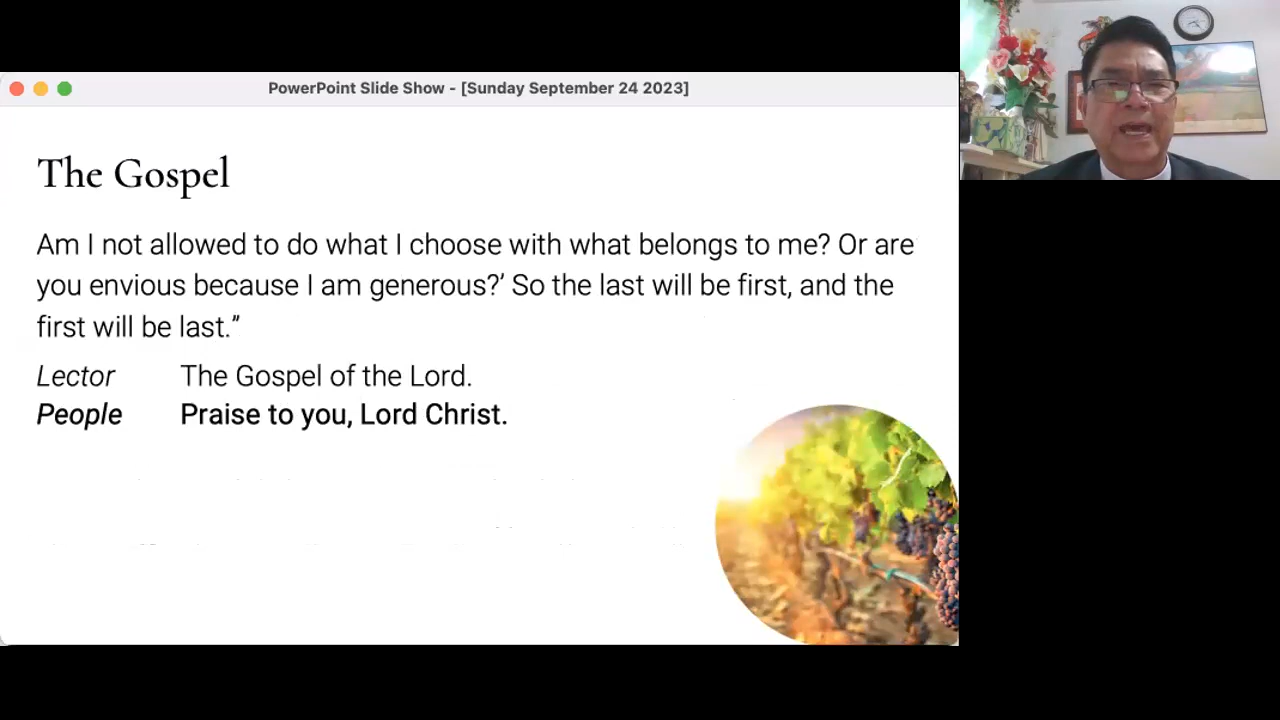 PowerPoint Slide Show - [Sunday September 24 2023]
The Gospel
Am I not allowed to do what I choose with what belongs to me? Or are
you envious because I am generous?’ So the last will be first, and the
first will be last.”
Lector The Gospel of the Lord.
People Praise to you, Lord Christ.